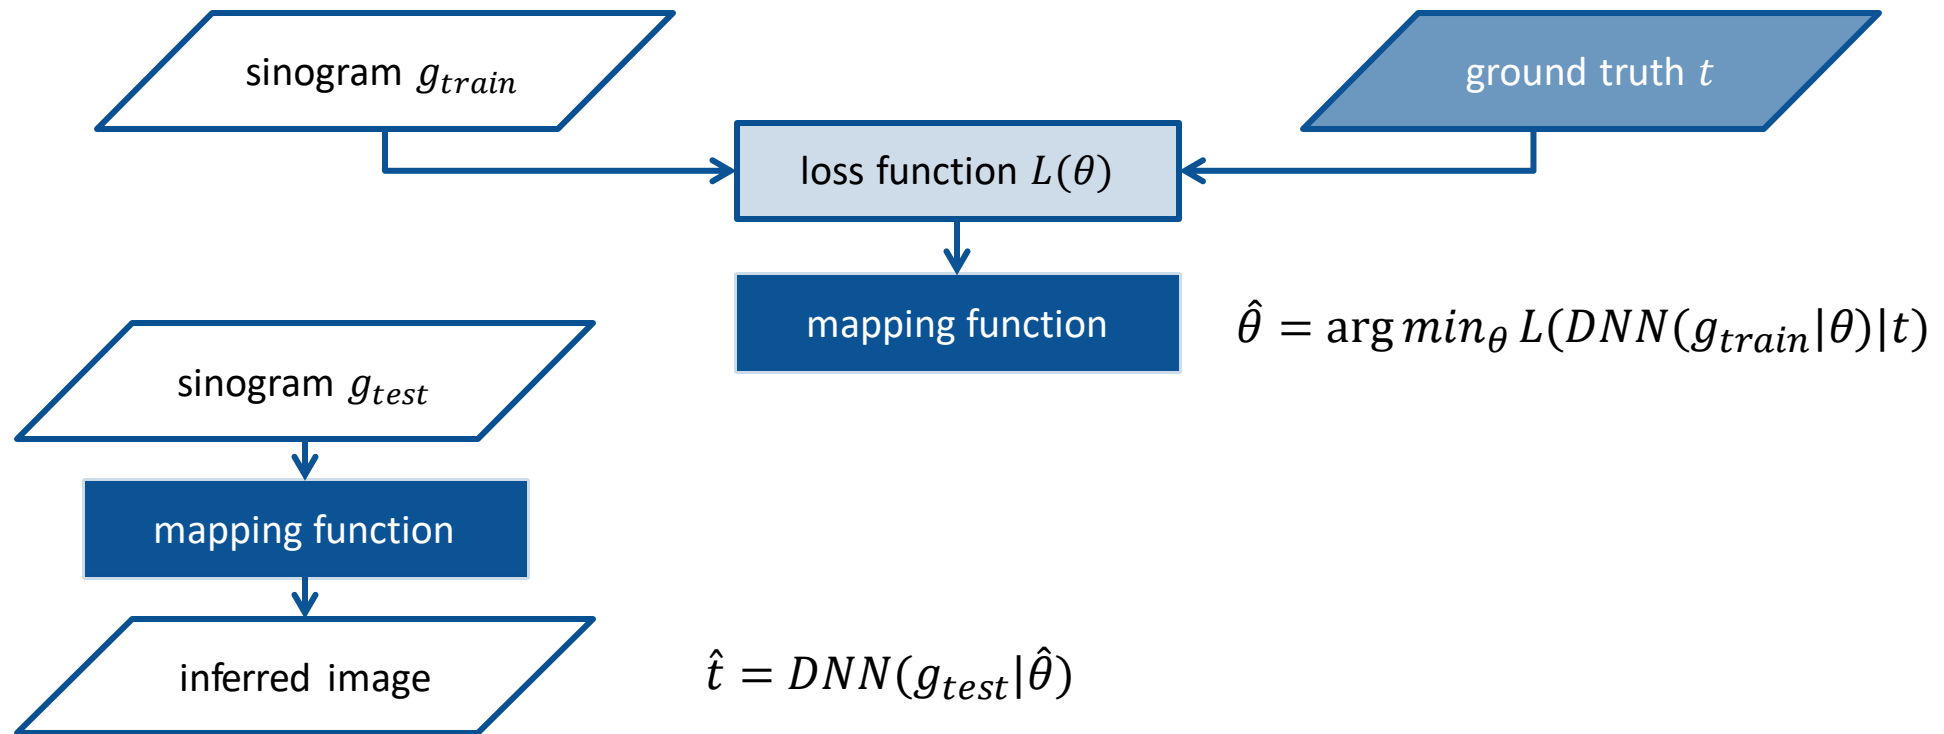 sinogram g_train
ground truth t
loss function L(θ)
mapping function
θ̂ = arg min_θ L(DNN(g_train|θ)|t)
sinogram g_test
mapping function
inferred image
t̂ = DNN(g_test|θ̂)